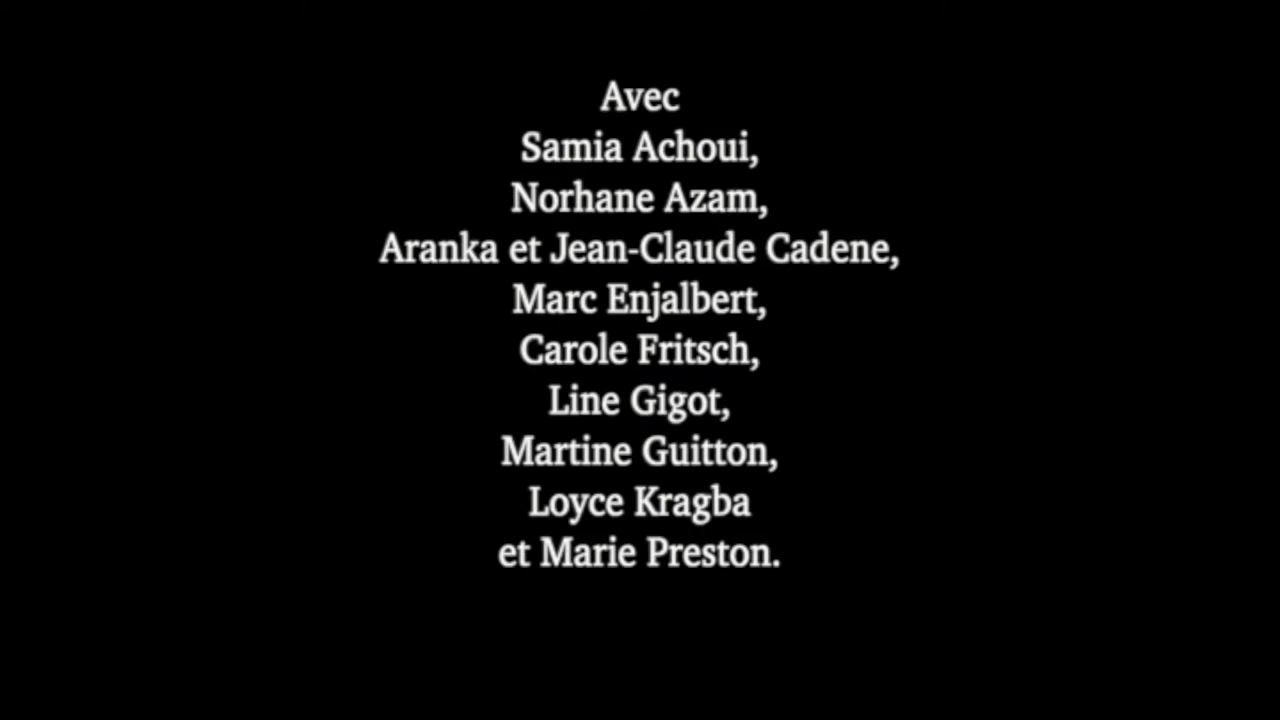 Avec
Samia Achoui,
Norhane Azam,
Aranka et Jean-Claude Cadene,
Marc Enjalbert,
Carole Fritsch,
Line Gigot,
Martine Guitton,
Loyce Kragba
et Marie Preston.